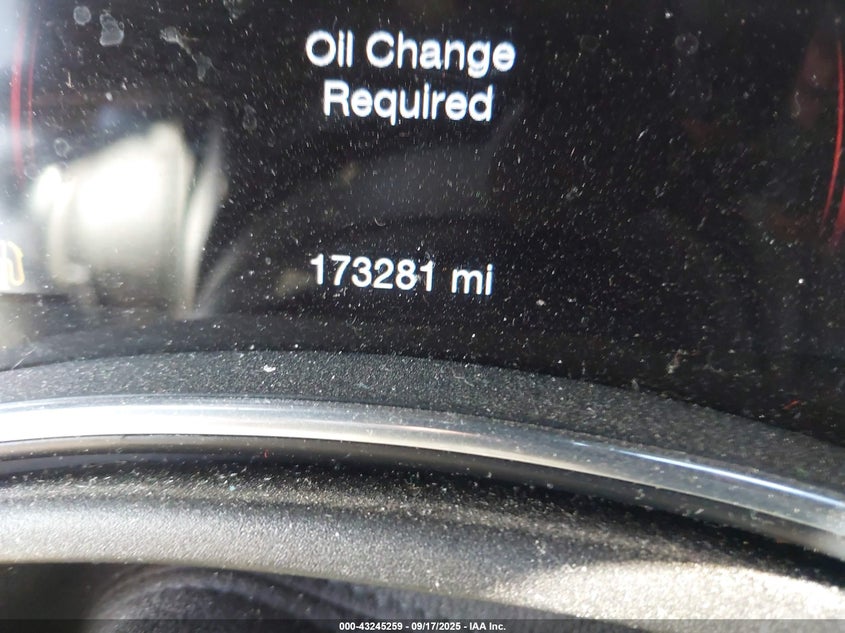 Oil Change
Required
173281 mi
000-43245259 - 09/17/2025 - IAA Inc.